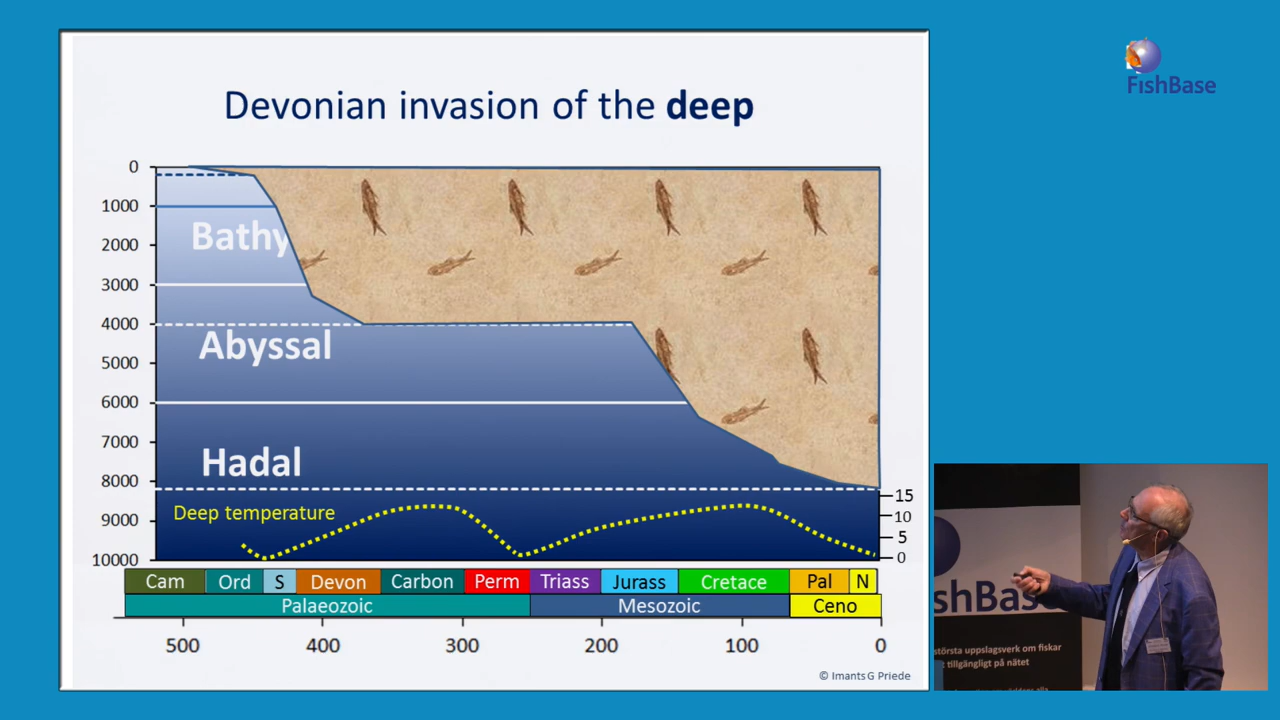 FishBase
Devonian invasion of the deep
0
1000
2000
3000
4000
5000
6000
7000
8000
9000
10000
Bathy
Abyssal
Hadal
Deep temperature
15
10
5
0
Cam Ord S Devon Carbon Perm Triass Jurass Cretace Pal N
Palaeozoic Mesozoic Ceno
500 400 300 200 100 0
© Imants G Priede
shBase
största uppslagsverk om fiskar
t tillgängligt på nätet